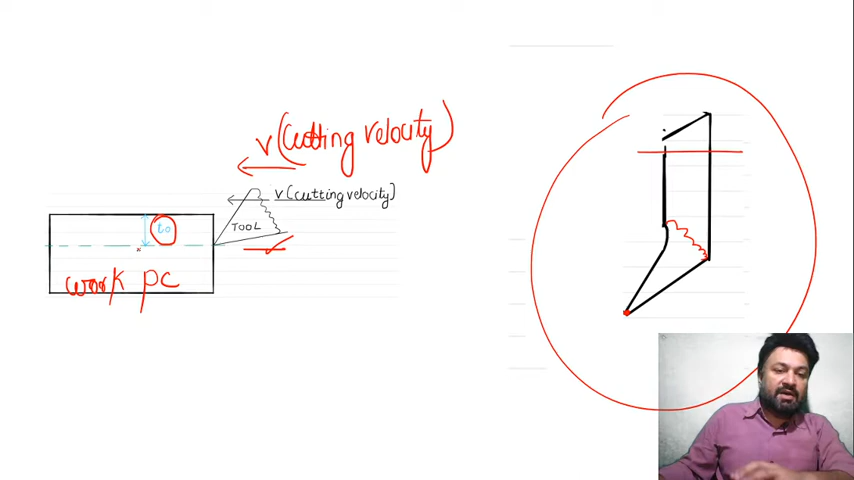 v (Cutting velocity)
v (cutting velocity)
to
TOOL
work pc